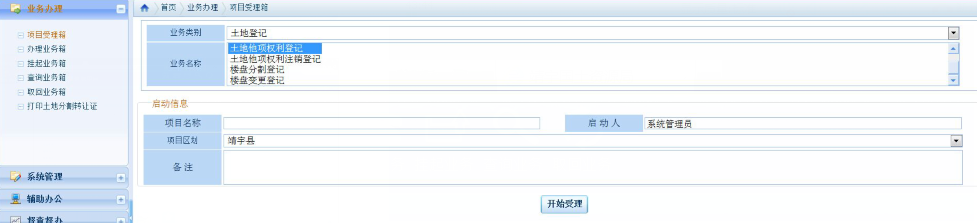 业务办理
首页 业务办理 项目受理箱
项目受理箱
办理业务箱
挂起业务箱
查询业务箱
取回业务箱
打印土地分割转让证
系统管理
辅助办公
督查督办
业务类别 土地登记
业务名称
土地他项权利登记
土地他项权利注销登记
楼盘分割登记
楼盘变更登记
启动信息
项目名称 启动人 系统管理员
项目区划 靖宇县
备注
开始受理